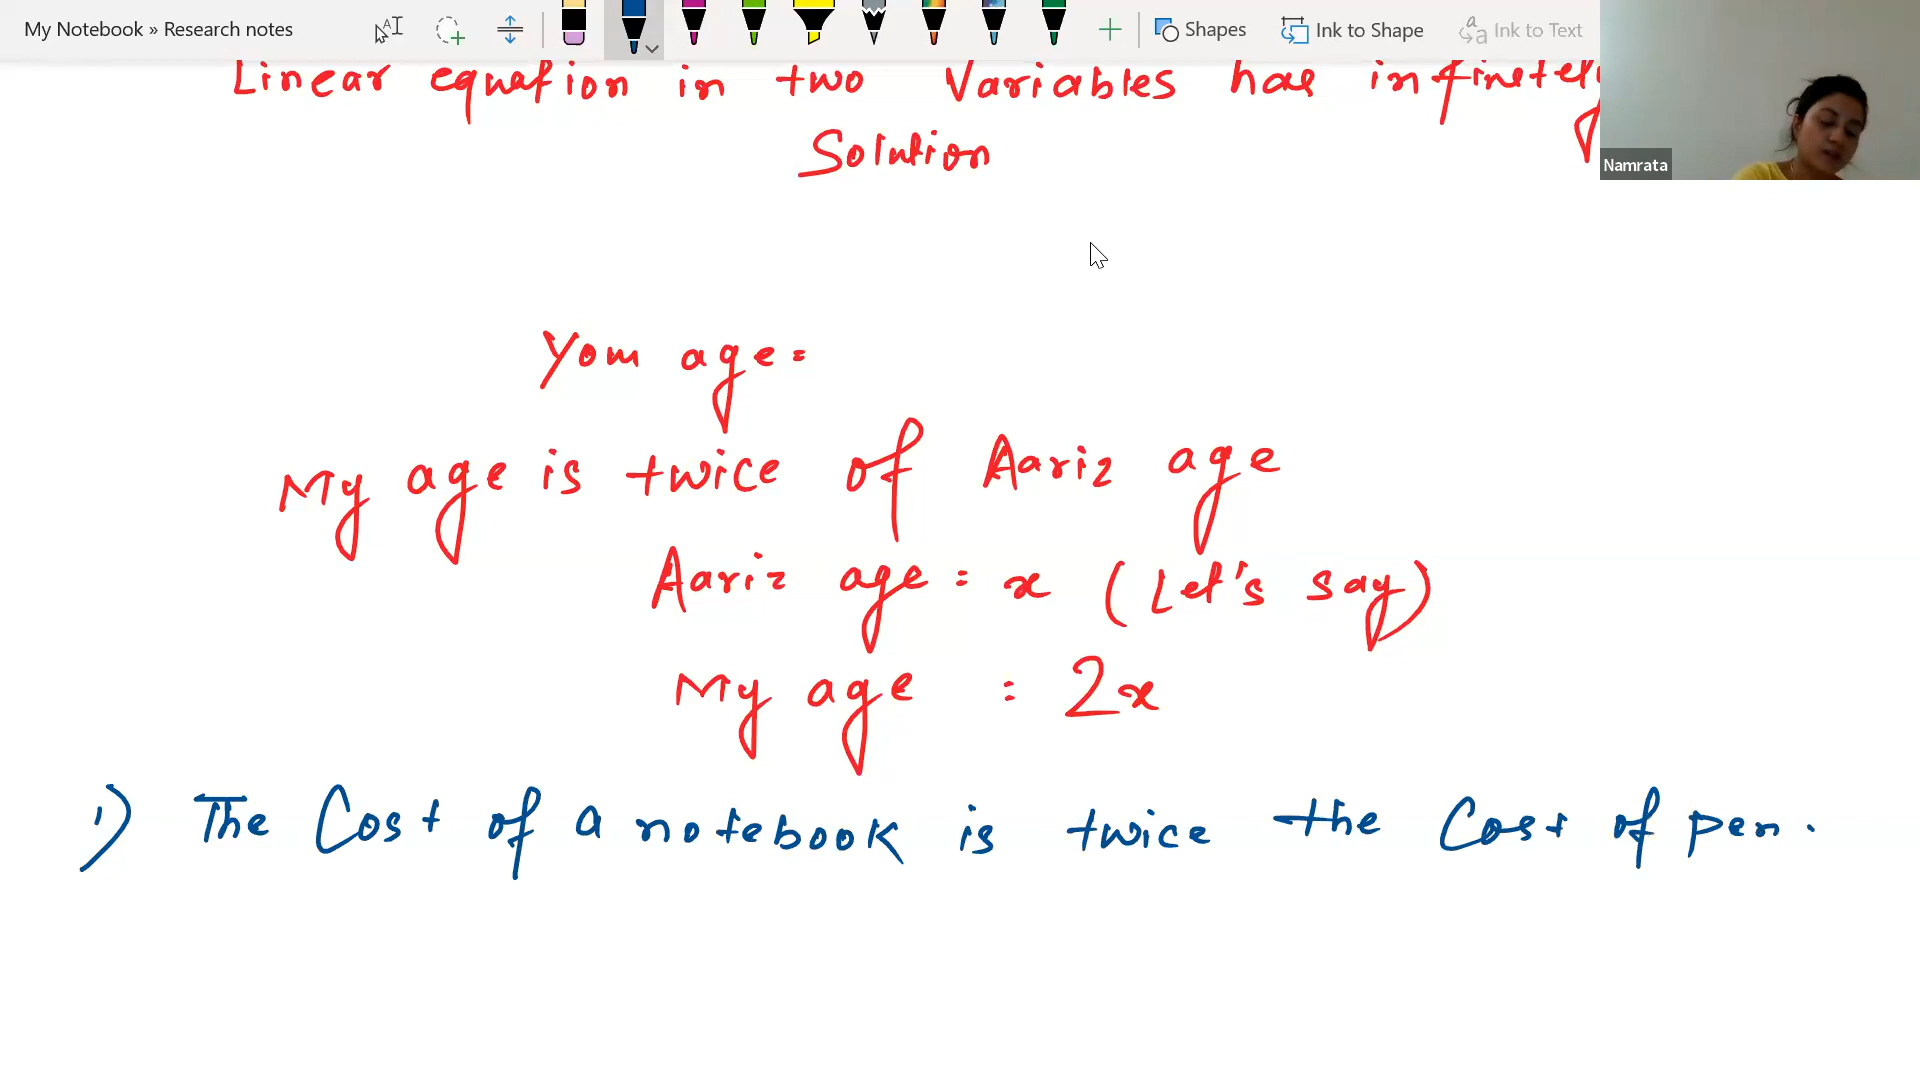 My Notebook » Research notes
Shapes
Ink to Shape
Ink to Text
Linear equation in two Variables has infinitely
Solution
Namrata
Your age =
My age is twice of Aariz age
Aariz age = x (Let's say)
My age = 2x
1) The Cost of a notebook is twice the Cost of pen.